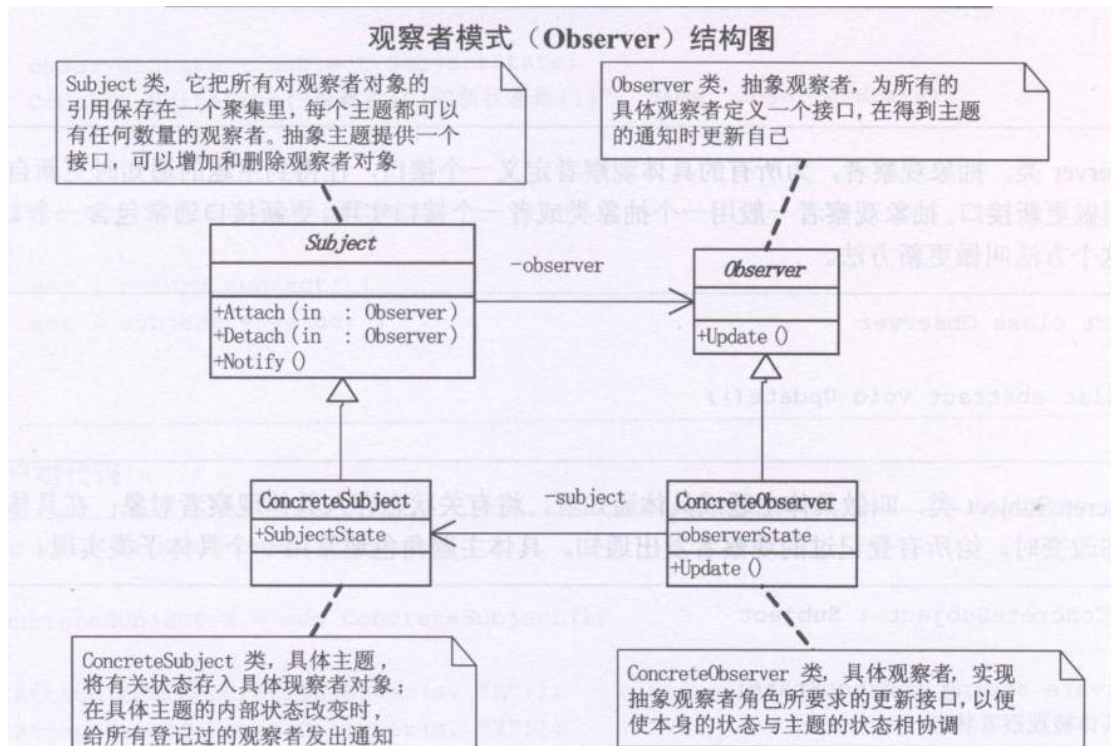 观察者模式（Observer）结构图
Subject 类，它把所有对观察者对象的
引用保存在一个聚集里，每个主题都可以
有任何数量的观察者。抽象主题提供一个
接口，可以增加和删除观察者对象
Observer 类，抽象观察者，为所有的
具体观察者定义一个接口，在得到主题
的通知时更新自己
Subject
+Attach(in : Observer)
+Detach(in : Observer)
+Notify()
-observer
Observer
+Update()
ConcreteSubject
+SubjectState
-subject
ConcreteObserver
-observerState
+Update()
ConcreteSubject 类，具体主题，
将有关状态存入具体观察者对象；
在具体主题的内部状态改变时，
给所有登记过的观察者发出通知
ConcreteObserver 类，具体观察者，实现
抽象观察者角色所要求的更新接口，以便
使本身的状态与主题的状态相协调